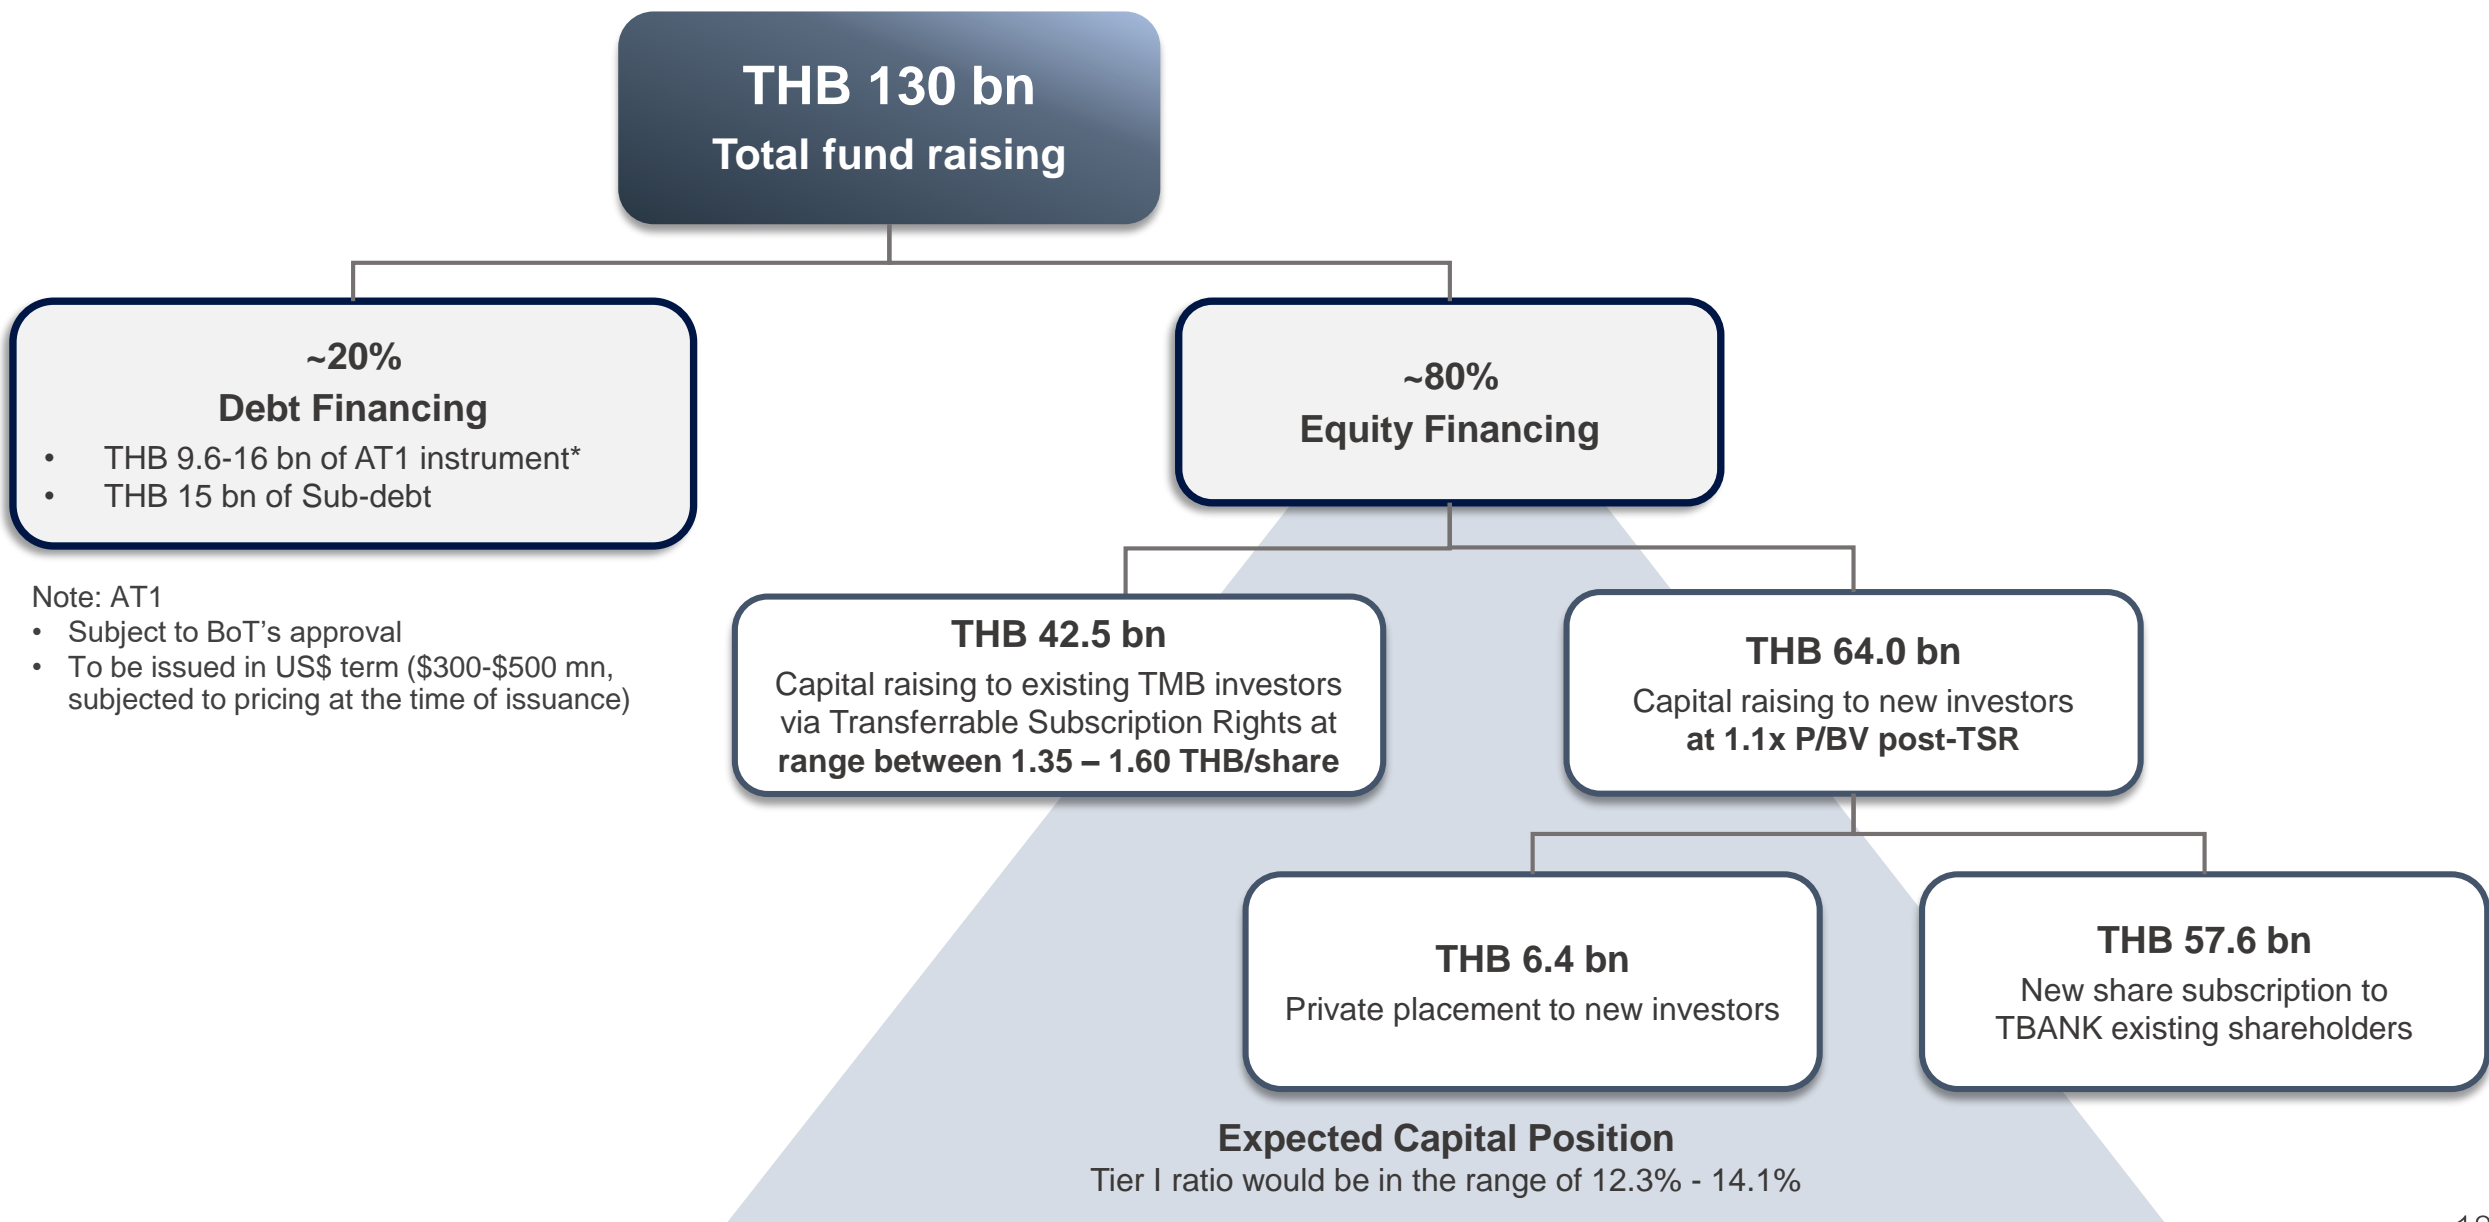 THB 130 bn
Total fund raising
~20%
Debt Financing
• THB 9.6-16 bn of AT1 instrument*
• THB 15 bn of Sub-debt
~80%
Equity Financing
Note: AT1
• Subject to BoT's approval
• To be issued in US$ term ($300-$500 mn,
subjected to pricing at the time of issuance)
THB 42.5 bn
Capital raising to existing TMB investors
via Transferrable Subscription Rights at
range between 1.35 – 1.60 THB/share
THB 64.0 bn
Capital raising to new investors
at 1.1x P/BV post-TSR
THB 6.4 bn
Private placement to new investors
THB 57.6 bn
New share subscription to
TBANK existing shareholders
Expected Capital Position
Tier I ratio would be in the range of 12.3% - 14.1%